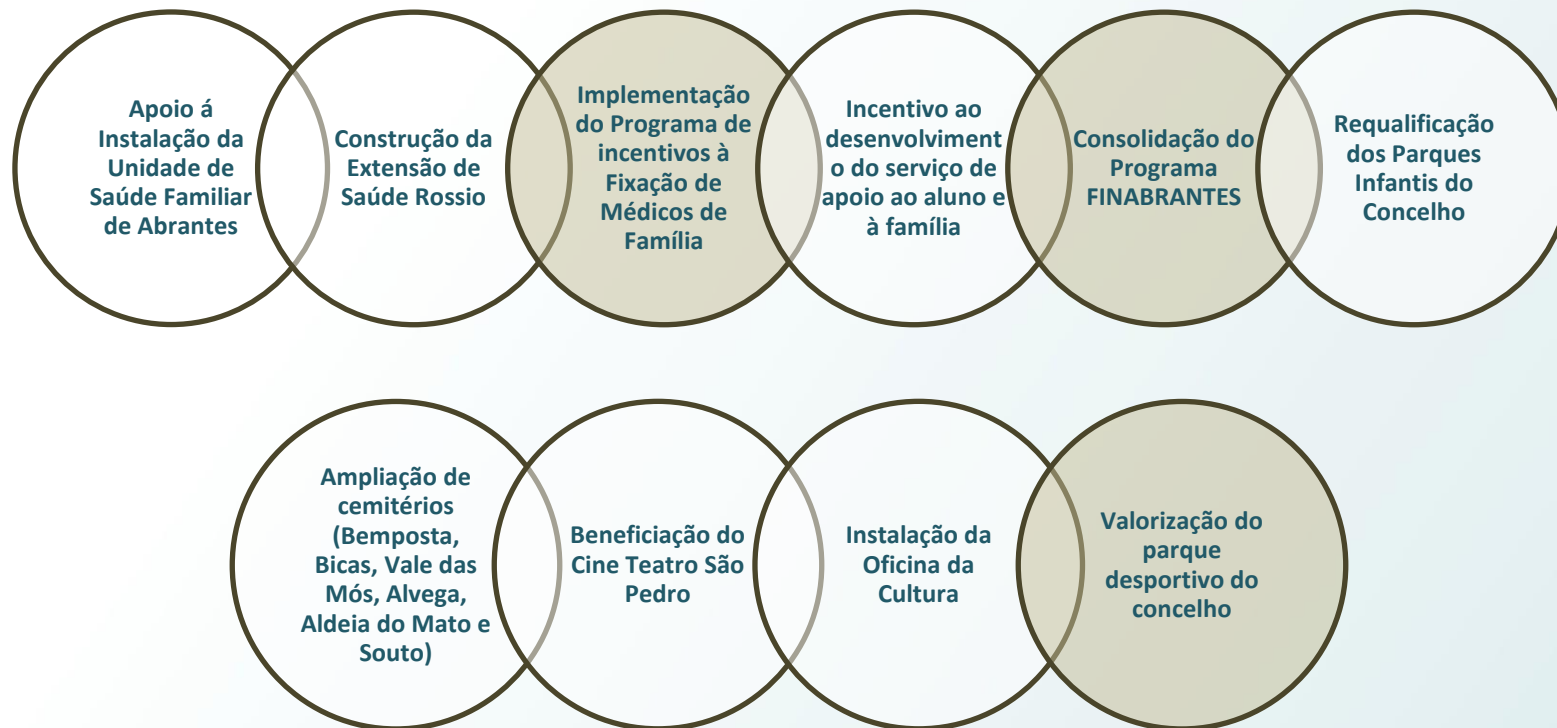 Apoio á
Instalação da
Unidade de
Saúde Familiar
de Abrantes
Construção da
Extensão de
Saúde Rossio
Implementação
do Programa de
incentivos à
Fixação de
Médicos de
Família
Incentivo ao
desenvolviment
o do serviço de
apoio ao aluno e
à família
Consolidação do
Programa
FINABRANTES
Requalificação
dos Parques
Infantis do
Concelho
Ampliação de
cemitérios
(Bemposta,
Bicas, Vale das
Mós, Alvega,
Aldeia do Mato e
Souto)
Beneficiação do
Cine Teatro São
Pedro
Instalação da
Oficina da
Cultura
Valorização do
parque
desportivo do
concelho